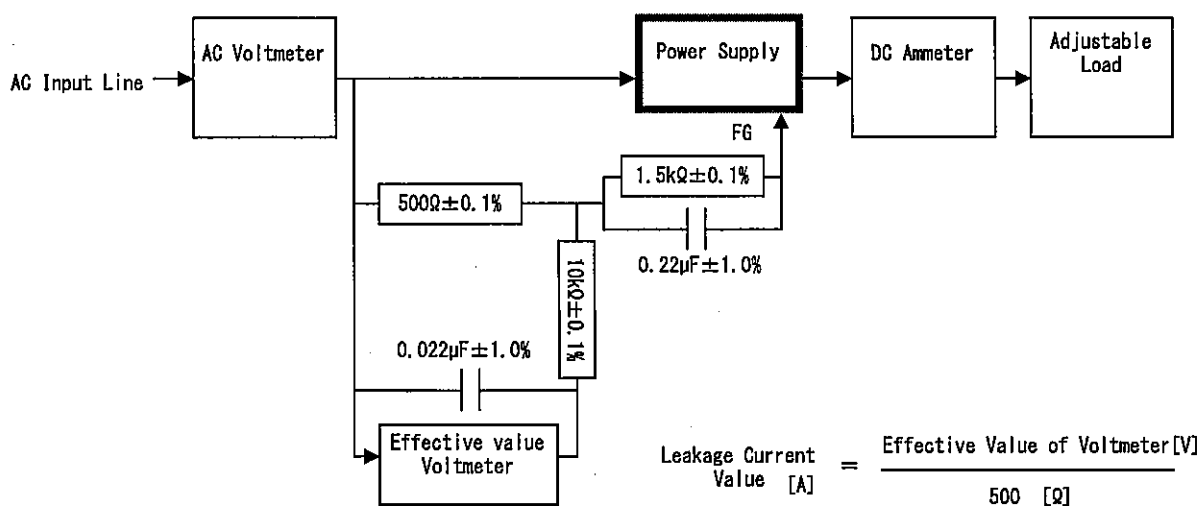 AC Input Line
AC Voltmeter
Power Supply
DC Ammeter
Adjustable
Load
FG
500Ω±0.1%
1.5kΩ±0.1%
0.22μF±1.0%
10kΩ±0.1%
0.022μF±1.0%
Effective value
Voltmeter
Leakage Current
Value [A]
=
Effective Value of Voltmeter[V]
500 [Ω]